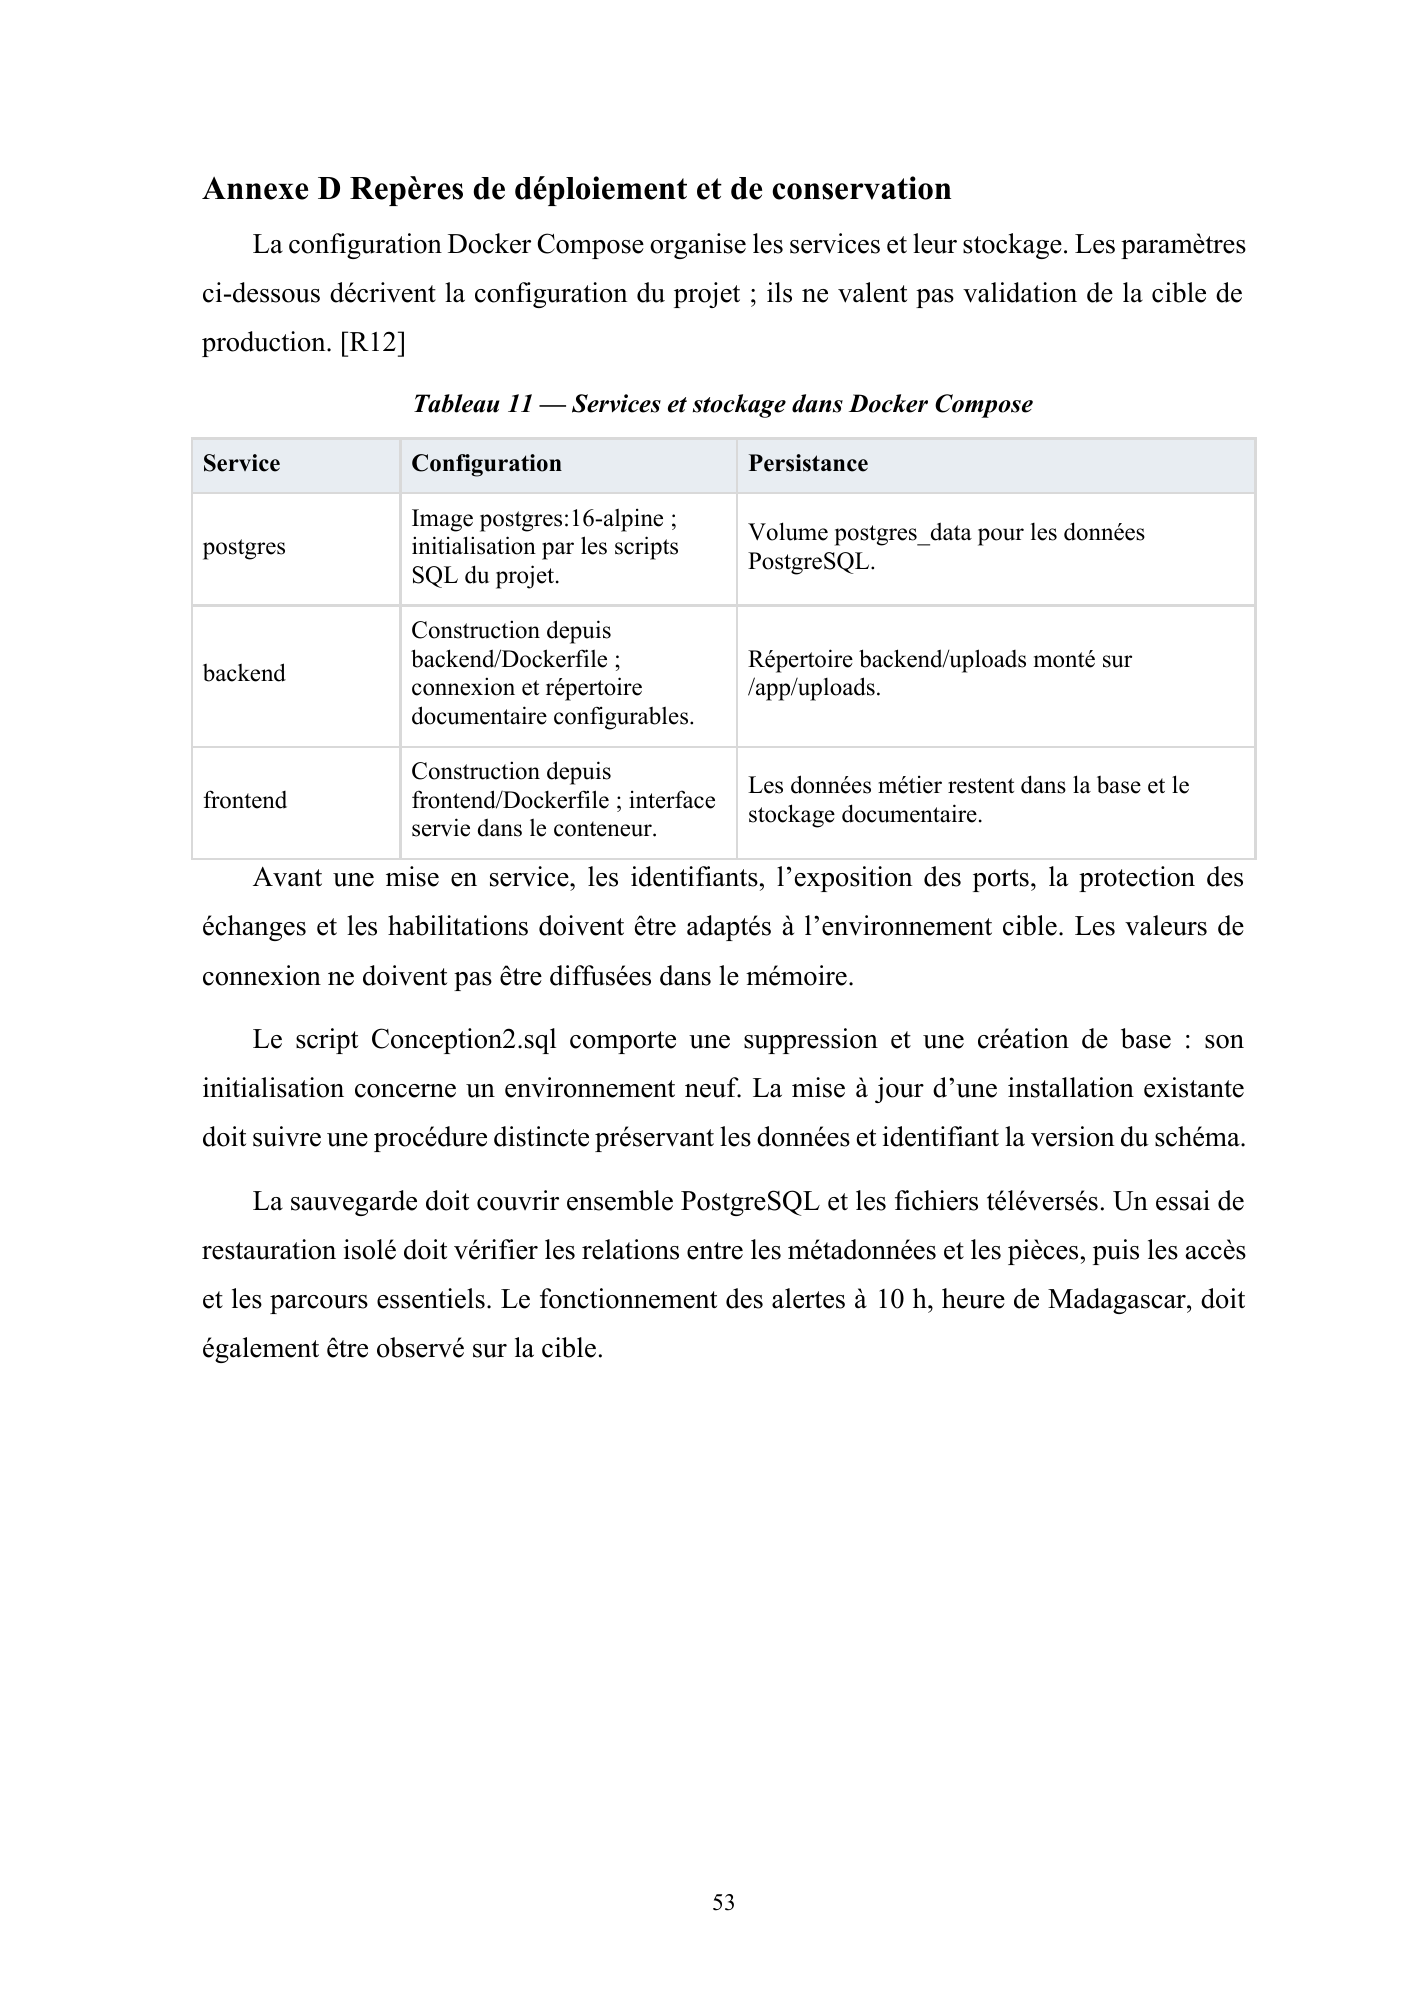 Annexe D Repères de déploiement et de conservation
La configuration Docker Compose organise les services et leur stockage. Les paramètres
ci-dessous décrivent la configuration du projet ; ils ne valent pas validation de la cible de
production. [R12]
Tableau 11 — Services et stockage dans Docker Compose
Service Configuration Persistance
postgres
Image postgres:16-alpine ;
initialisation par les scripts
SQL du projet.
Volume postgres_data pour les données
PostgreSQL.
backend
Construction depuis
backend/Dockerfile ;
connexion et répertoire
documentaire configurables.
Répertoire backend/uploads monté sur
/app/uploads.
frontend
Construction depuis
frontend/Dockerfile ; interface
servie dans le conteneur.
Les données métier restent dans la base et le
stockage documentaire.
Avant une mise en service, les identifiants, l’exposition des ports, la protection des
échanges et les habilitations doivent être adaptés à l’environnement cible. Les valeurs de
connexion ne doivent pas être diffusées dans le mémoire.
Le script Conception2.sql comporte une suppression et une création de base : son
initialisation concerne un environnement neuf. La mise à jour d’une installation existante
doit suivre une procédure distincte préservant les données et identifiant la version du schéma.
La sauvegarde doit couvrir ensemble PostgreSQL et les fichiers téléversés. Un essai de
restauration isolé doit vérifier les relations entre les métadonnées et les pièces, puis les accès
et les parcours essentiels. Le fonctionnement des alertes à 10 h, heure de Madagascar, doit
également être observé sur la cible.
53